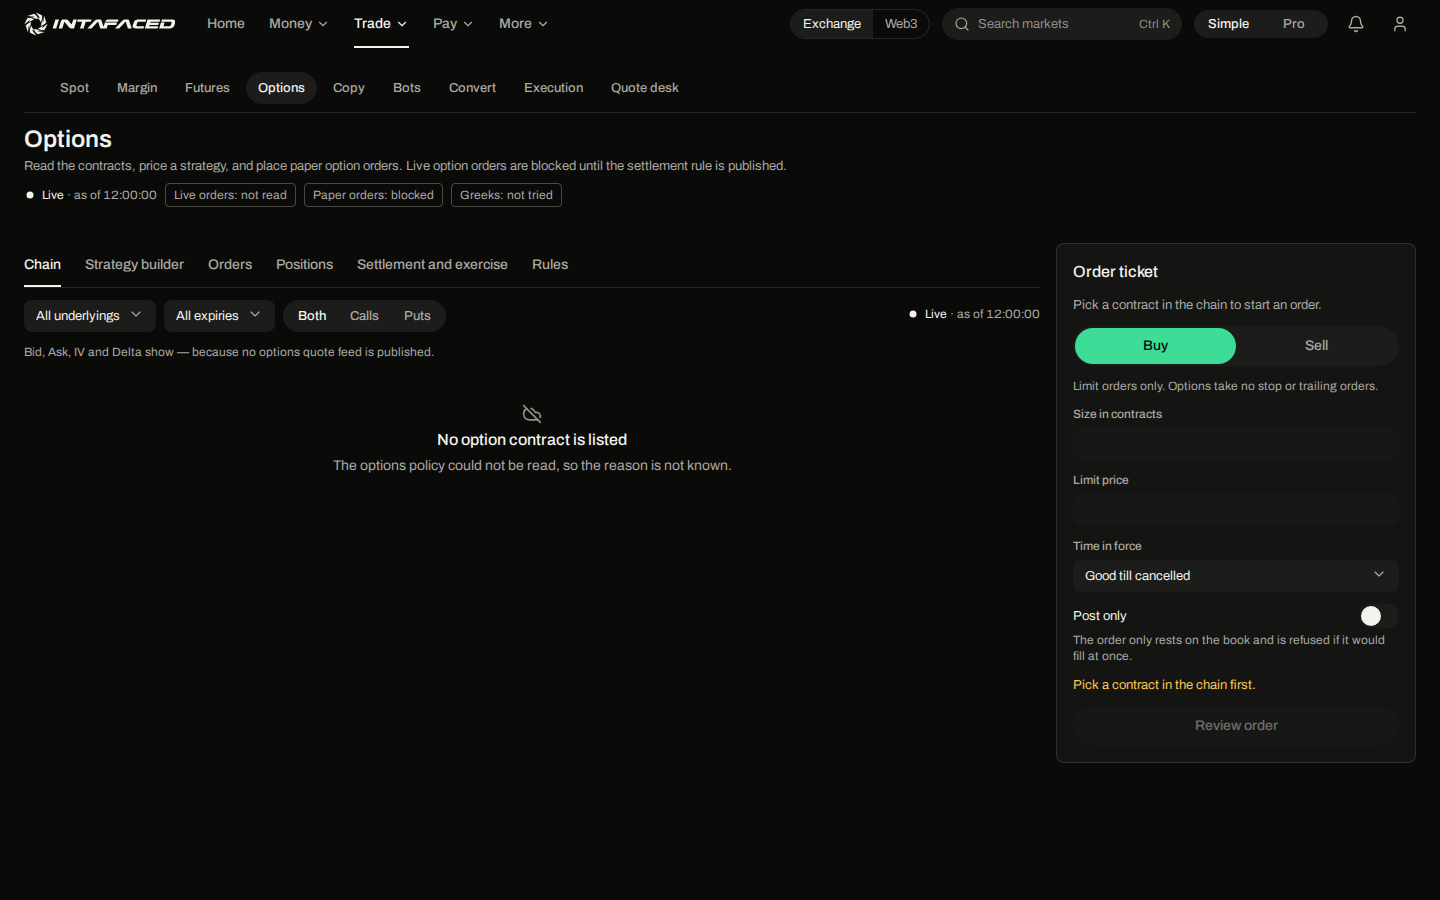 INTAFACED Home Money Trade Pay More Exchange Web3 Search markets Ctrl K Simple Pro
Spot Margin Futures Options Copy Bots Convert Execution Quote desk
Options
Read the contracts, price a strategy, and place paper option orders. Live option orders are blocked until the settlement rule is published.
Live · as of 12:00:00 Live orders: not read Paper orders: blocked Greeks: not tried
Chain Strategy builder Orders Positions Settlement and exercise Rules
All underlyings All expiries Both Calls Puts Live · as of 12:00:00
Bid, Ask, IV and Delta show — because no options quote feed is published.
No option contract is listed
The options policy could not be read, so the reason is not known.
Order ticket
Pick a contract in the chain to start an order.
Buy Sell
Limit orders only. Options take no stop or trailing orders.
Size in contracts
Limit price
Time in force
Good till cancelled
Post only
The order only rests on the book and is refused if it would
fill at once.
Pick a contract in the chain first.
Review order